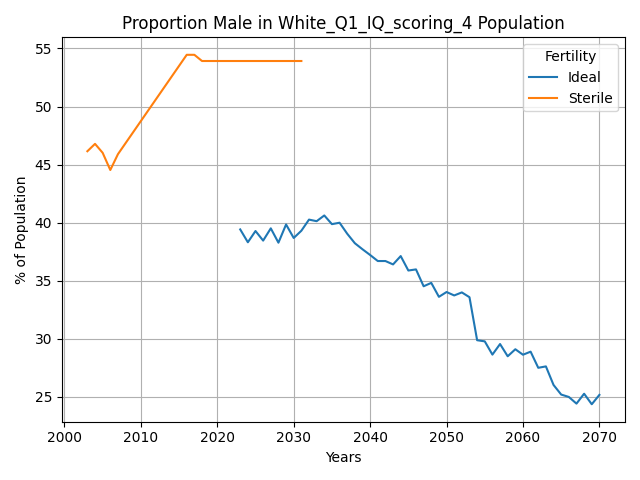 Proportion Male in White_Q1_IQ_scoring_4 Population
% of Population
55
50
45
40
35
30
25
Fertility
Ideal
Sterile
2000 2010 2020 2030 2040 2050 2060 2070
Years